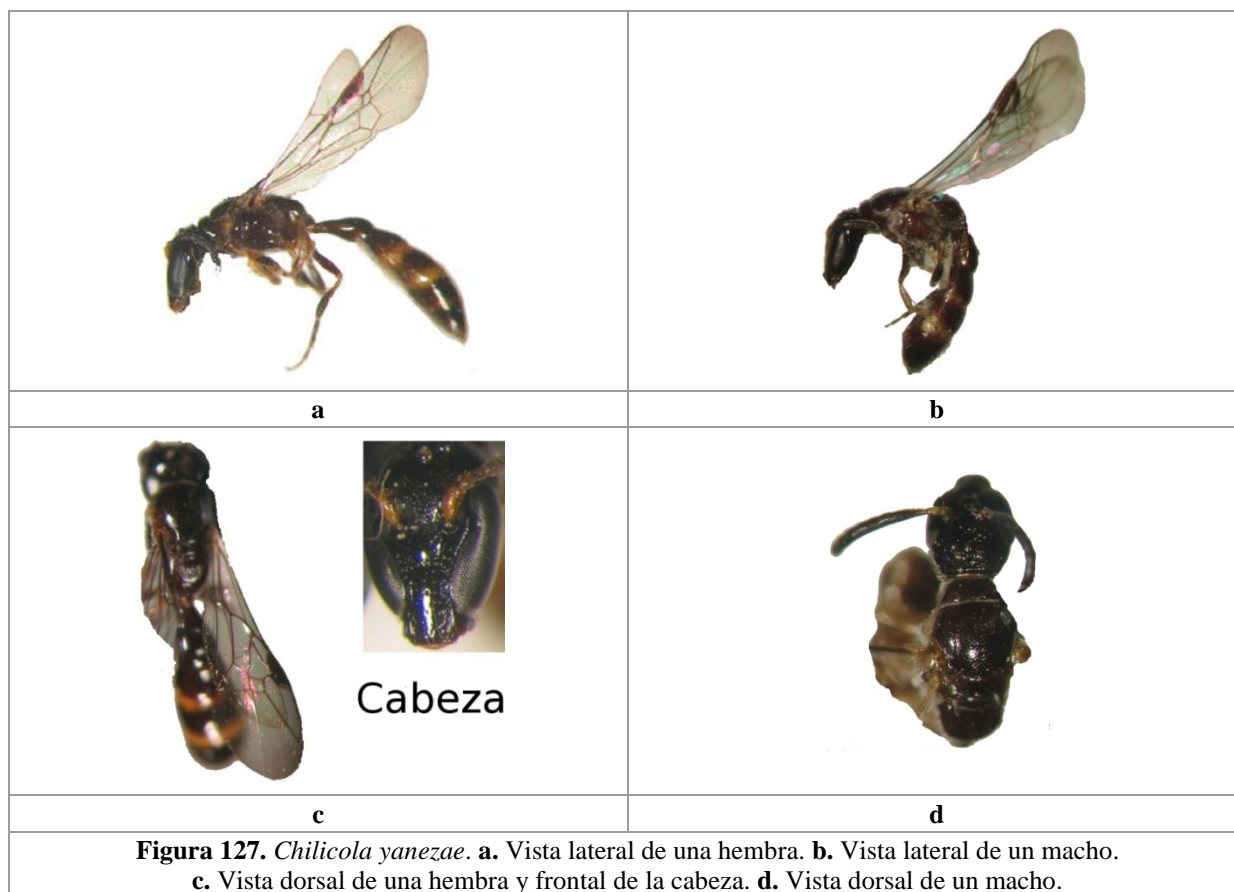 a
b
Cabeza
c
d
Figura 127. Chilicola yanezae. a. Vista lateral de una hembra. b. Vista lateral de un macho.
c. Vista dorsal de una hembra y frontal de la cabeza. d. Vista dorsal de un macho.